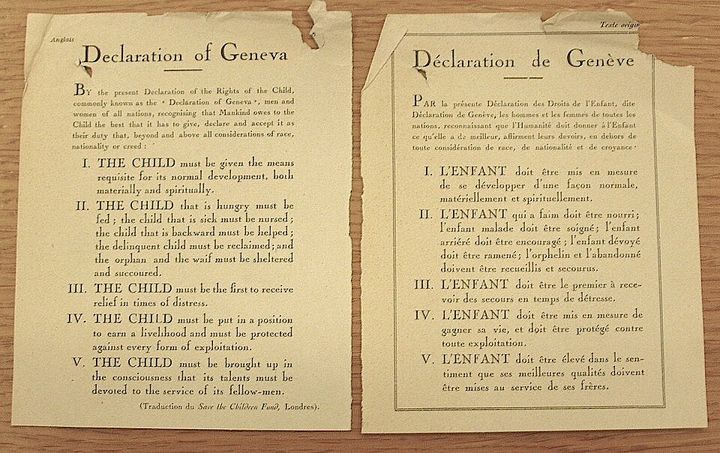 Anglais
Declaration of Geneva
BY the present Declaration of the Rights of the Child,
commonly known as the « Declaration of Geneva », men and
women of all nations, recognising that Mankind owes to the
Child the best that it has to give, declare and accept it as
their duty that, beyond and above all considerations of race,
nationality or creed :
I. THE CHILD must be given the means
requisite for its normal development, both
materially and spiritually.
II. THE CHILD that is hungry must be
fed ; the child that is sick must be nursed ;
the child that is backward must be helped ;
the delinquent child must be reclaimed ; and
the orphan and the waif must be sheltered
and succoured.
III. THE CHILD must be the first to receive
relief in times of distress.
IV. THE CHILD must be put in a position
to earn a livelihood and must be protected
against every form of exploitation.
V. THE CHILD must be brought up in
the consciousness that its talents must be
devoted to the service of its fellow-men.
(Traduction du Save the Children Fund, Londres).
Texte origin
Déclaration de Genève
PAR la présente Déclaration des Droits de l'Enfant, dite
Déclaration de Genève, les hommes et les femmes de toutes les
nations, reconnaissant que l'Humanité doit donner à l'Enfant
ce qu'elle a de meilleur, affirment leurs devoirs, en dehors de
toute considération de race, de nationalité et de croyance :
I. L'ENFANT doit être mis en mesure
de se développer d'une façon normale,
matériellement et spirituellement.
II. L'ENFANT qui a faim doit être nourri ;
l'enfant malade doit être soigné ; l'enfant
arriéré doit être encouragé ; l'enfant dévoyé
doit être ramené ; l'orphelin et l'abandonné
doivent être recueillis et secourus.
III. L'ENFANT doit être le premier à rece-
voir des secours en temps de détresse.
IV. L'ENFANT doit être mis en mesure de
gagner sa vie, et doit être protégé contre
toute exploitation.
V. L'ENFANT doit être élevé dans le sen-
timent que ses meilleures qualités doivent
être mises au service de ses frères.